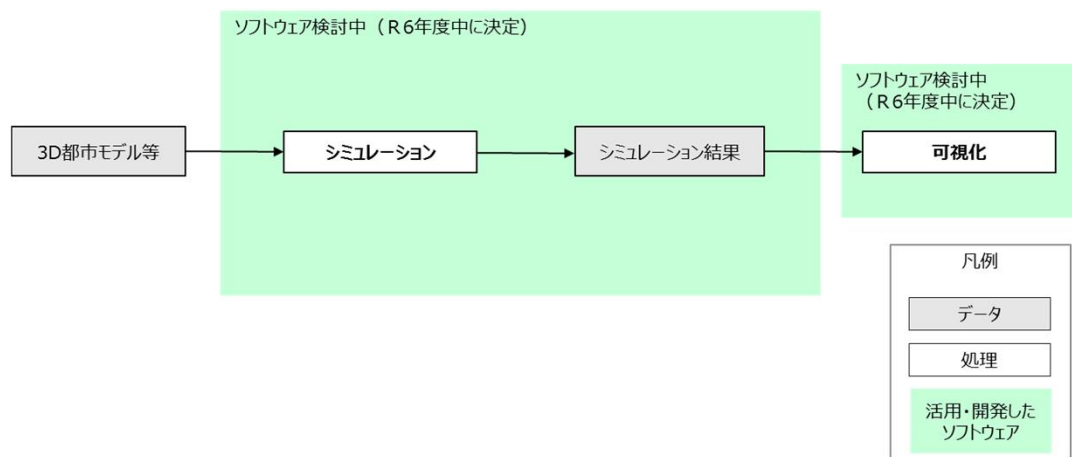 ソフトウェア検討中（Ｒ6年度中に決定）
ソフトウェア検討中
（Ｒ6年度中に決定）
3D都市モデル等
シミュレーション
シミュレーション結果
可視化
凡例
データ
処理
活用・開発した
ソフトウェア